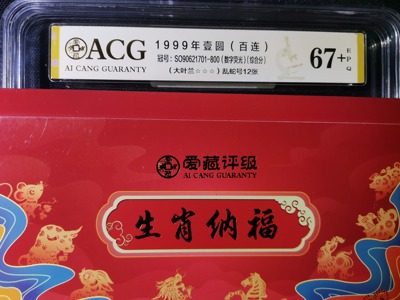 ACG
AI CANG GUARANTY
1999年壹圆（百连）
冠号: SO90621701-800 (数字荧光) (综合分)
(大叶兰☆☆☆) 乱蛇号12张
67+
EPQ
爱藏评级
AI CANG GUARANTY
生肖纳福